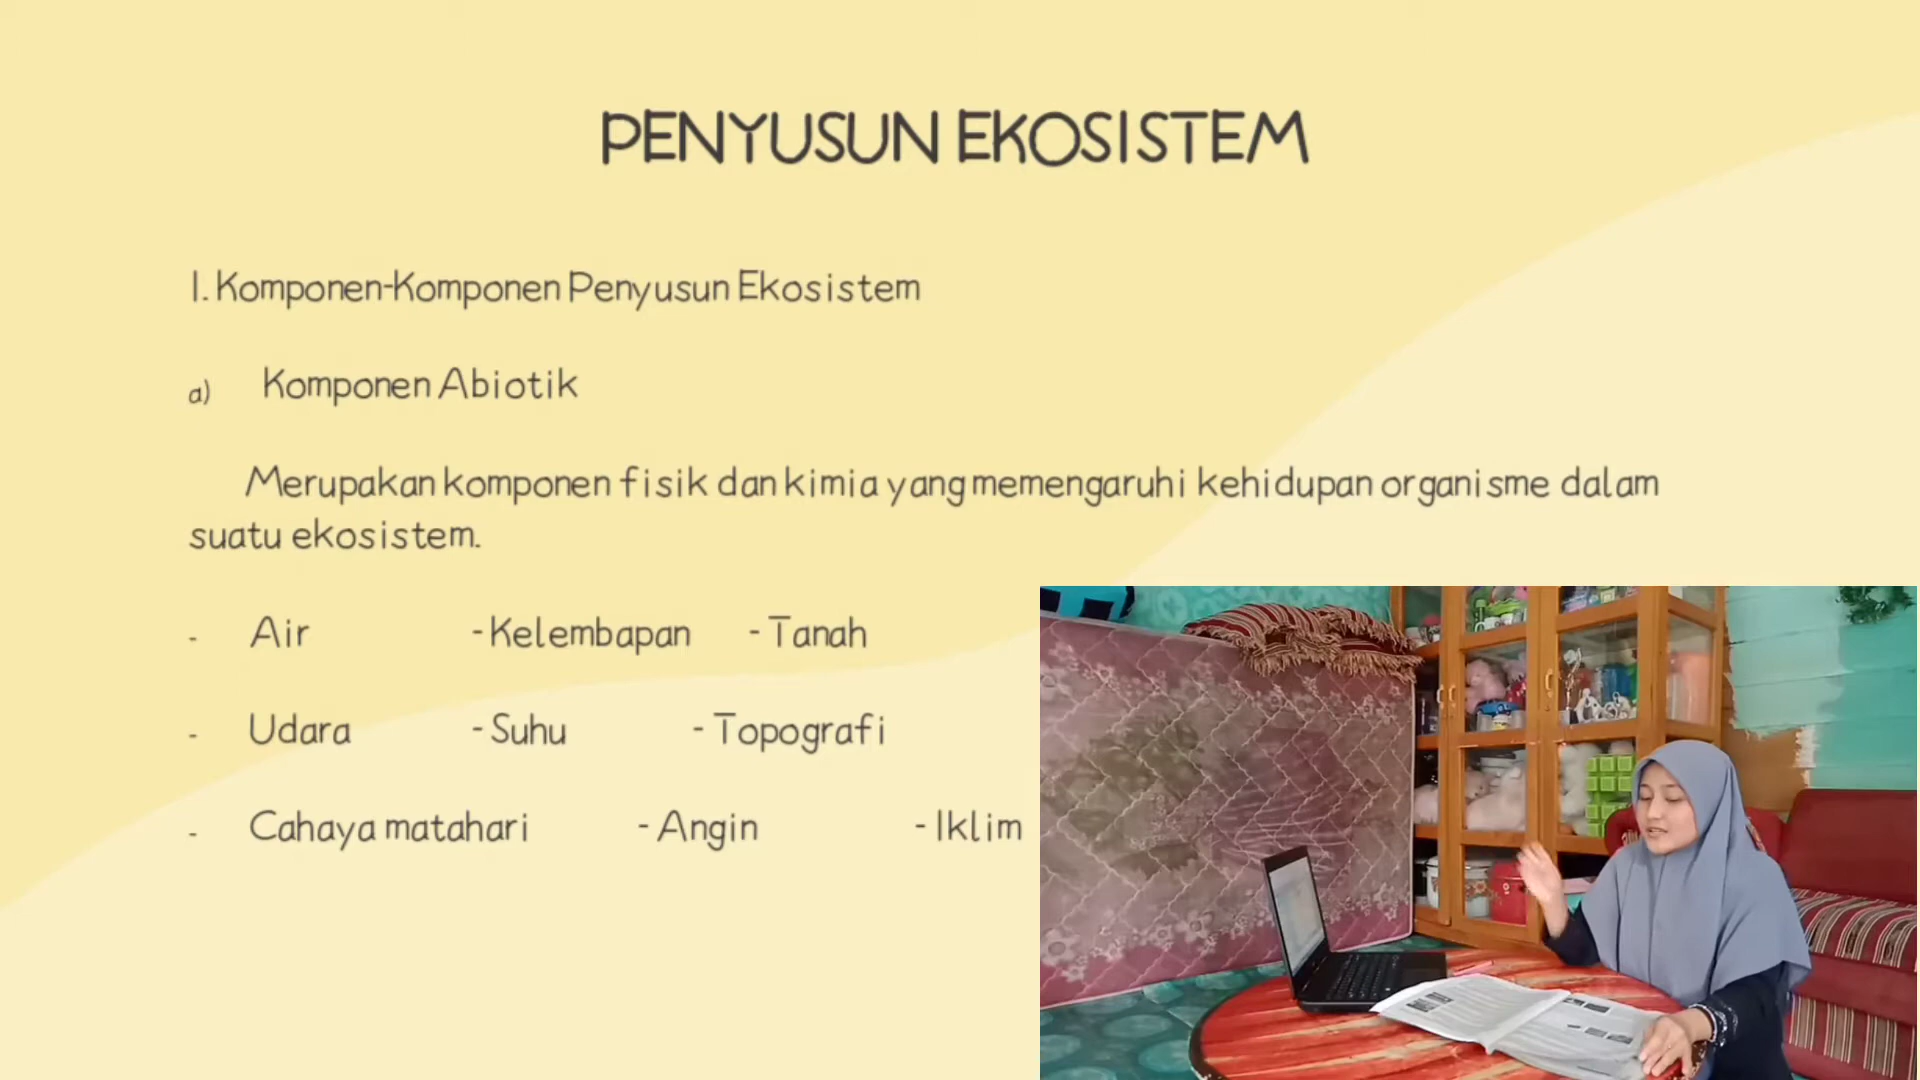 PENYUSUN EKOSISTEM
1. Komponen-Komponen Penyusun Ekosistem
a) Komponen Abiotik
Merupakan komponen fisik dan kimia yang memengaruhi kehidupan organisme dalam
suatu ekosistem.
- Air - Kelembapan - Tanah
- Udara - Suhu - Topografi
- Cahaya matahari - Angin - Iklim